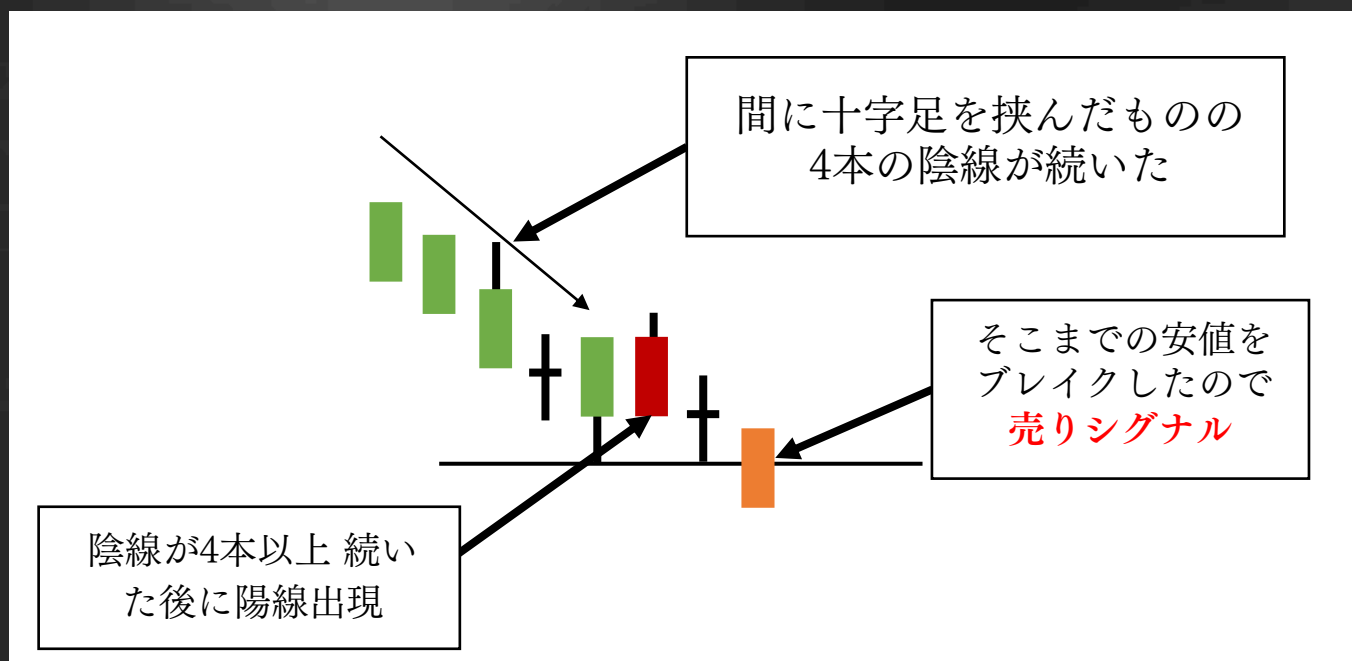 間に十字足を挟んだものの
4本の陰線が続いた
そこまでの安値を
ブレイクしたので
売りシグナル
陰線が4本以上 続い
た後に陽線出現